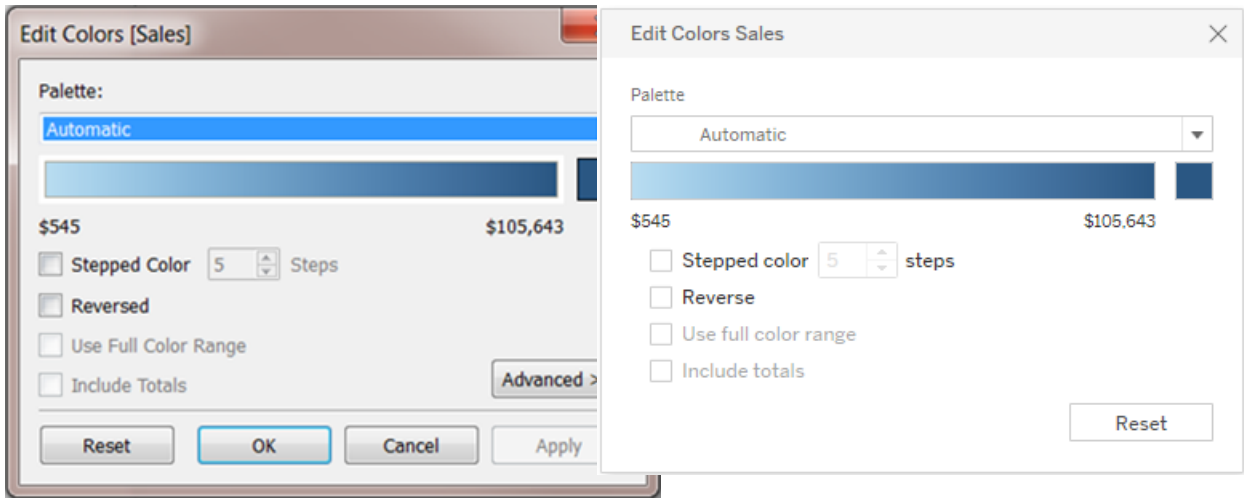 Edit Colors [Sales]
Palette:
Automatic
$545 $105,643
Stepped Color 5 Steps
Reversed
Use Full Color Range
Include Totals
Advanced >
Reset OK Cancel Apply
Edit Colors Sales
Palette
Automatic
$545 $105,643
Stepped color 5 steps
Reverse
Use full color range
Include totals
Reset